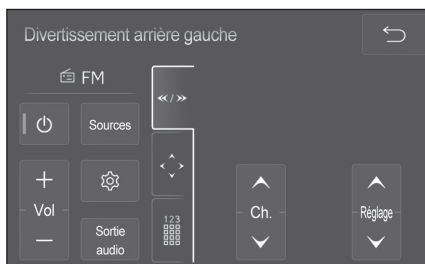 Divertissement arrière gauche
FM
Sources
Vol
Sortie
audio
123
Ch.
Réglage